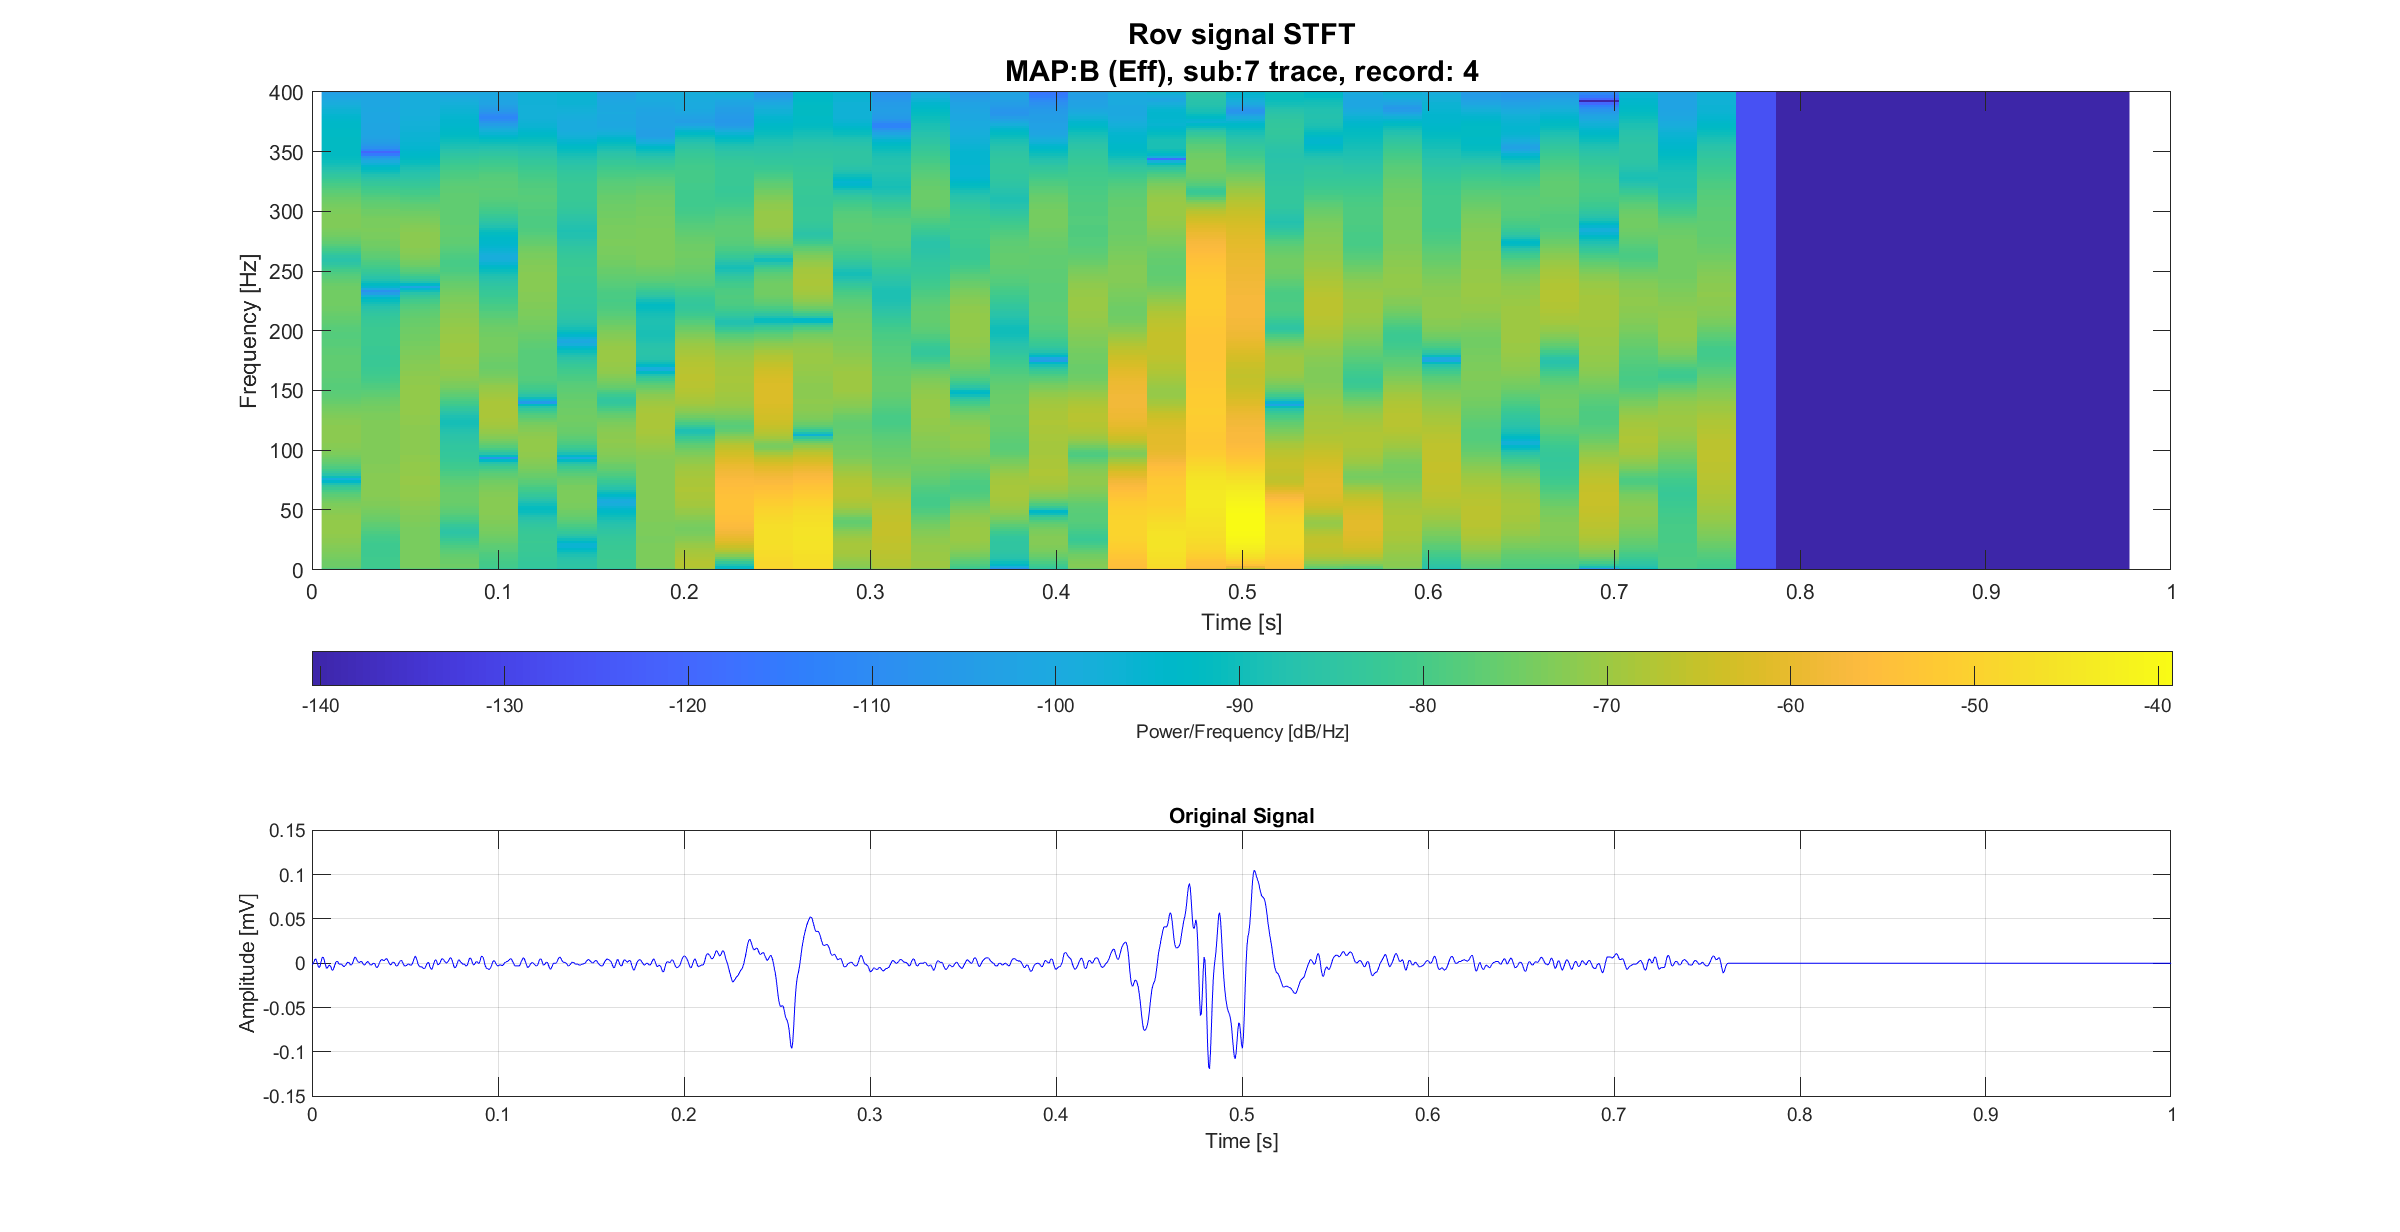 Rov signal STFT
MAP:B (Eff), sub:7 trace, record: 4
400
350
300
250
200
150
100
50
0
Frequency [Hz]
0 0.1 0.2 0.3 0.4 0.5 0.6 0.7 0.8 0.9 1
Time [s]
-140 -130 -120 -110 -100 -90 -80 -70 -60 -50 -40
Power/Frequency [dB/Hz]
Original Signal
0.15
0.1
0.05
0
-0.05
-0.1
-0.15
Amplitude [mV]
0 0.1 0.2 0.3 0.4 0.5 0.6 0.7 0.8 0.9 1
Time [s]